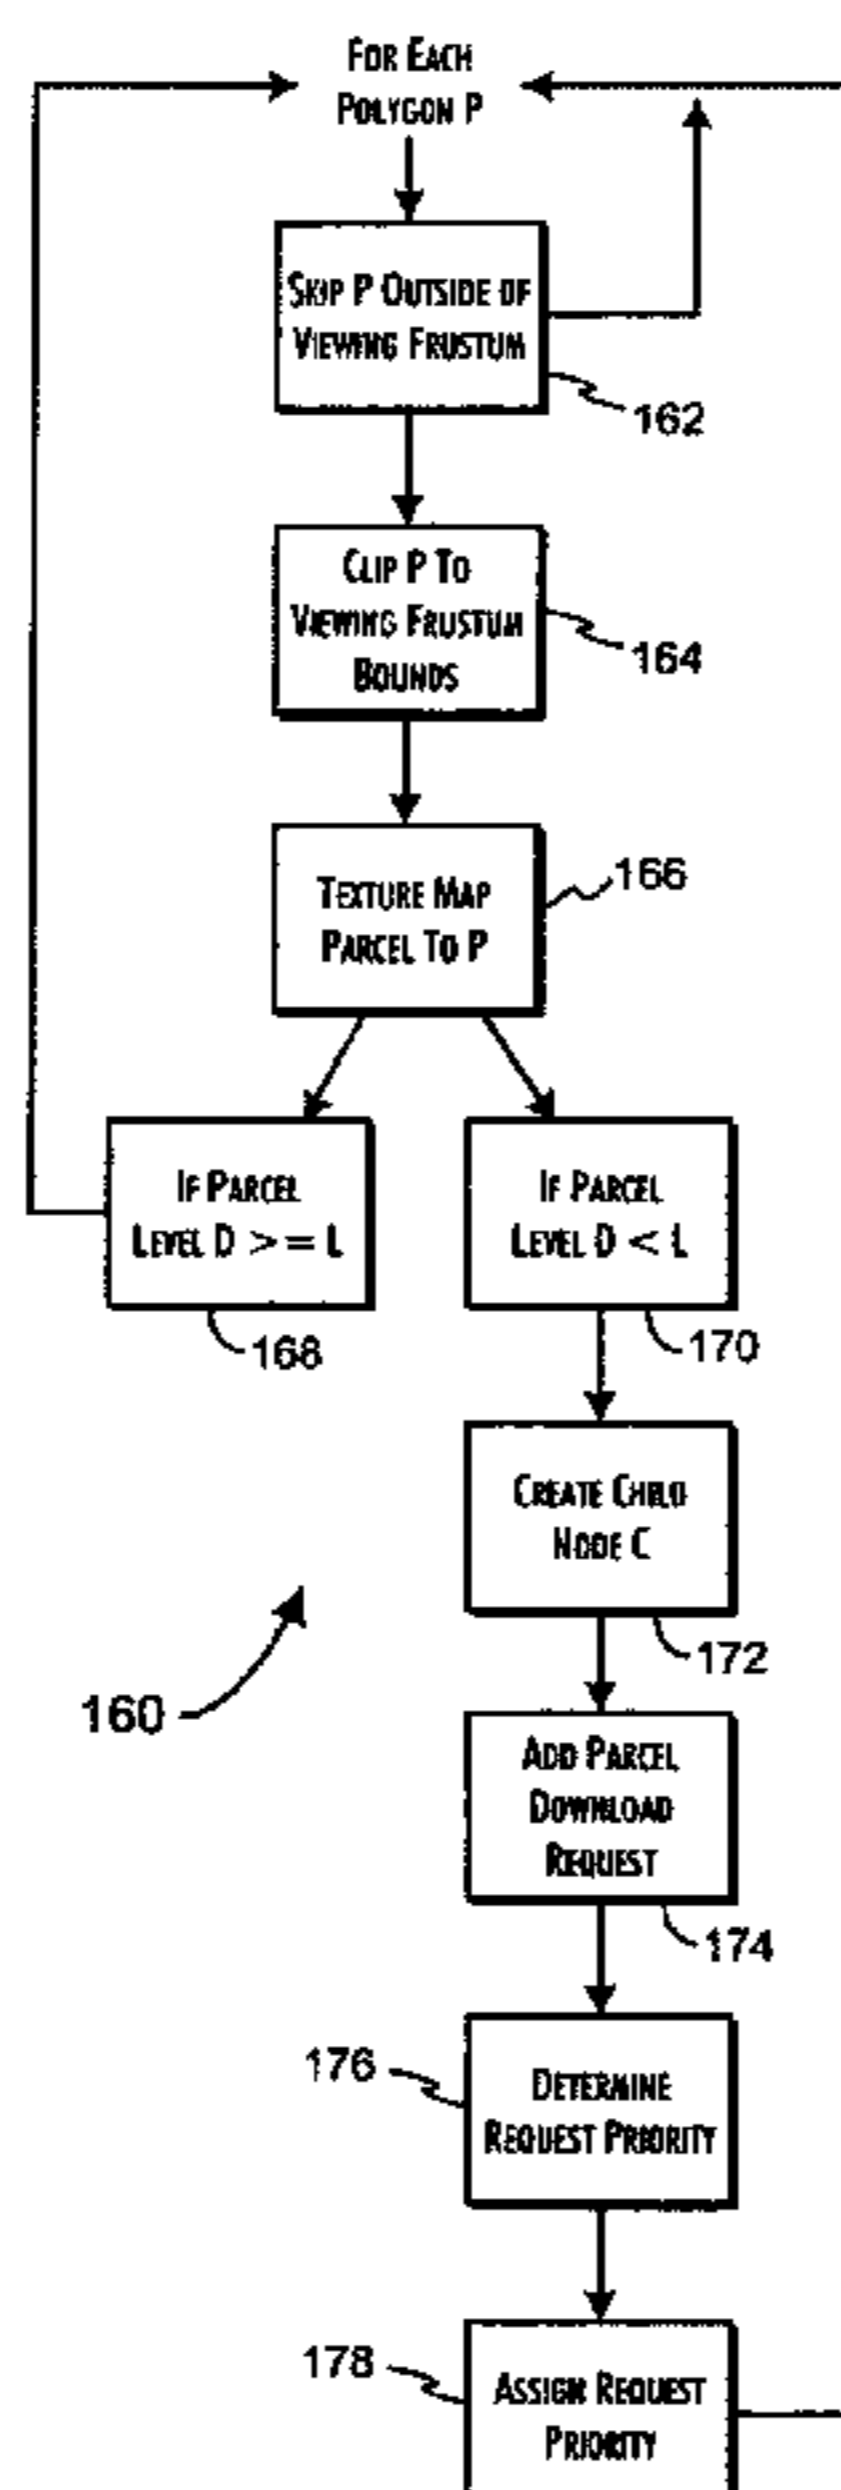 FOR EACH
POLYGON P
SKIP P OUTSIDE OF
VIEWING FRUSTUM
162
CLIP P TO
VIEWING FRUSTUM
BOUNDS
164
TEXTURE MAP
PARCEL TO P
166
IF PARCEL
LEVEL D >= L
168
IF PARCEL
LEVEL D < L
170
CREATE CHILD
NODE C
172
160
ADD PARCEL
DOWNLOAD
REQUEST
174
176
DETERMINE
REQUEST PRIORITY
178
ASSIGN REQUEST
PRIORITY